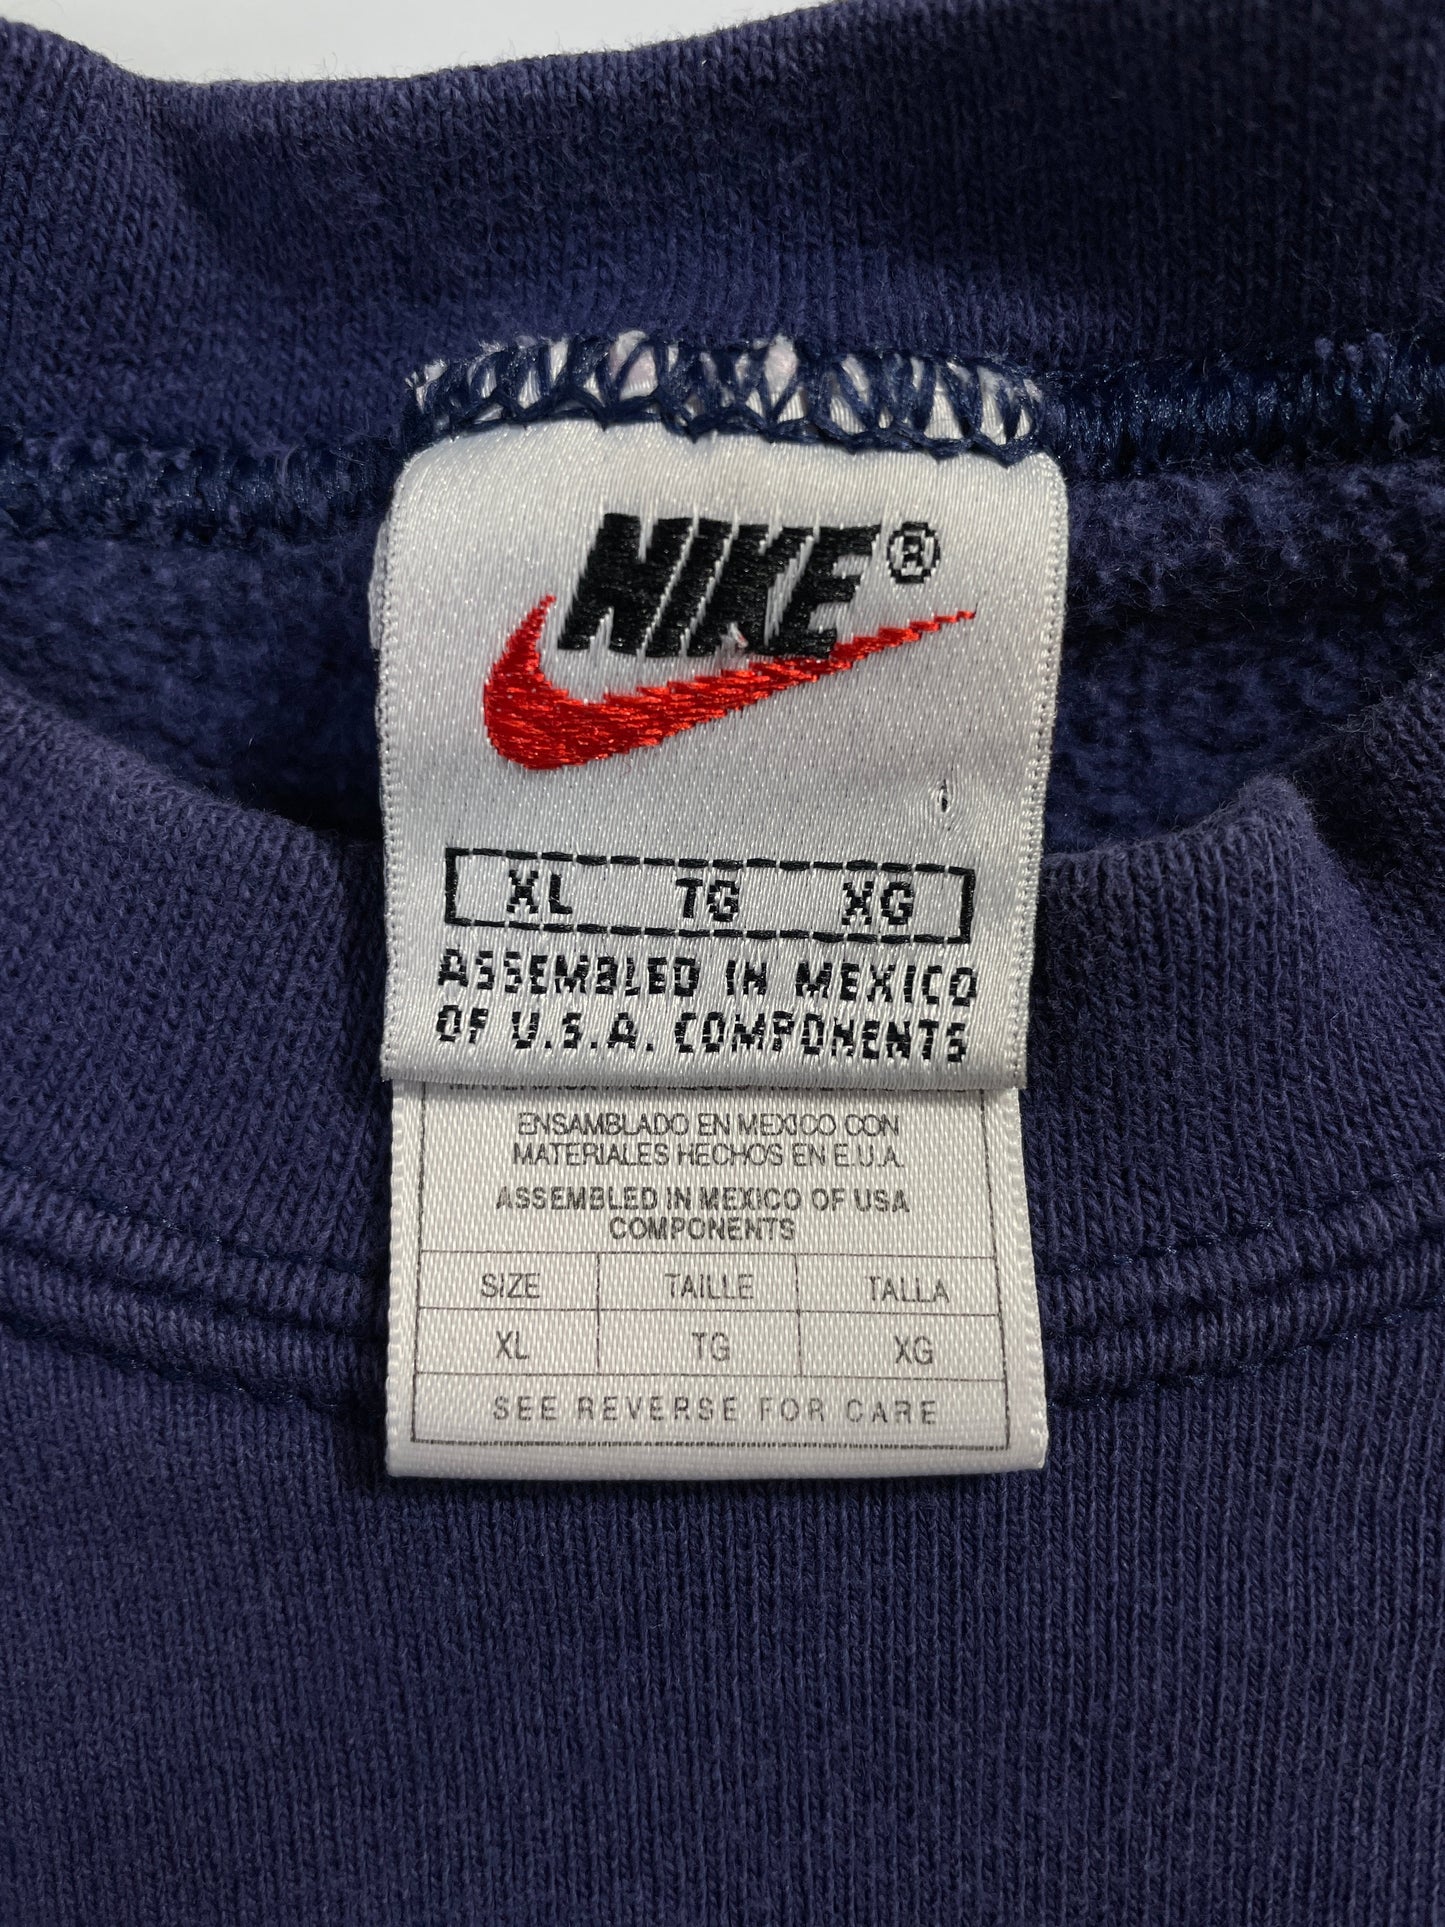 NIKE®
XL TG XG
ASSEMBLED IN MEXICO
OF U.S.A. COMPONENTS
ENSAMBLADO EN MEXICO CON
MATERIALES HECHOS EN E.U.A.
ASSEMBLED IN MEXICO OF USA
COMPONENTS
SIZE TAILLE TALLA
XL TG XG
SEE REVERSE FOR CARE